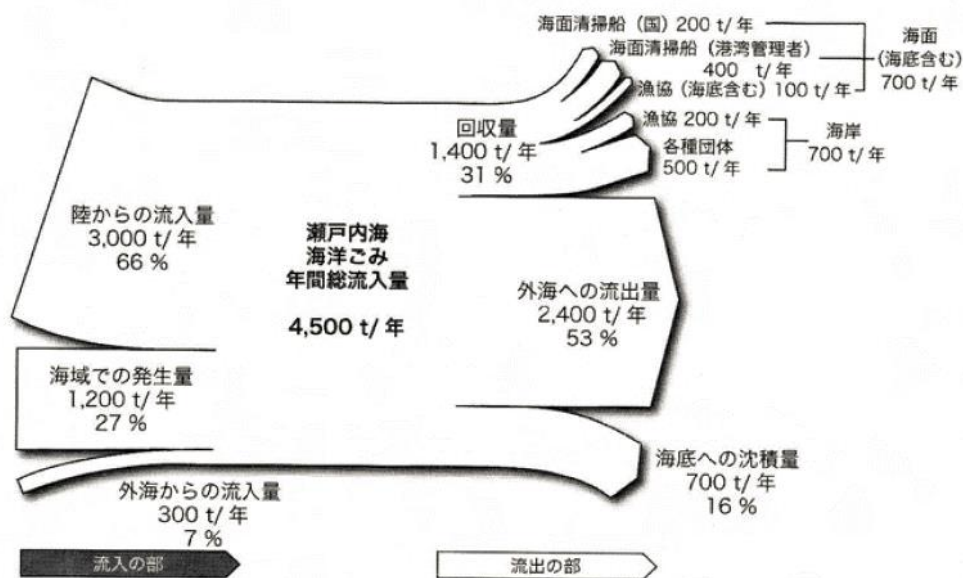 海面清掃船（国）200 t/ 年
海面清掃船（港湾管理者）
400 t/ 年
漁協（海底含む）100 t/ 年
海面
(海底含む)
700 t/ 年
漁協 200 t/ 年
各種団体
500 t/ 年
海岸
700 t/ 年
回収量
1,400 t/ 年
31 %
陸からの流入量
3,000 t/ 年
66 %
瀬戸内海
海洋ごみ
年間総流入量
4,500 t/ 年
外海への流出量
2,400 t/ 年
53 %
海域での発生量
1,200 t/ 年
27 %
外海からの流入量
300 t/ 年
7 %
海底への沈積量
700 t/ 年
16 %
流入の部
流出の部